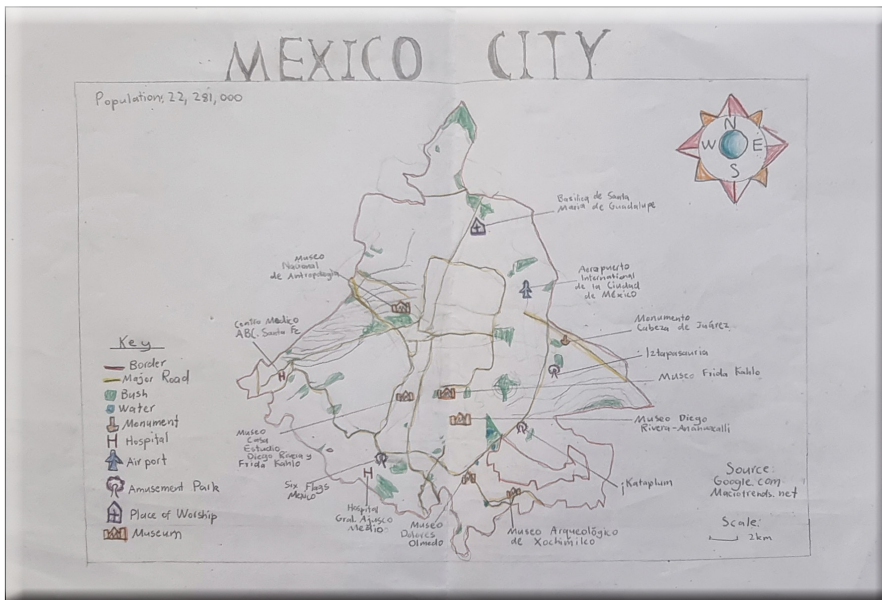 MEXICO CITY
Population: 22, 281,000
N
W E
S
Basilica de Santa
Maria de Guadalupe
Museo
Nacional
de Antropologia
Aeropuerto
International
de la Ciudad
de México
Centro Medico
ABC. Santa Fe
Monumento
Cabeza de Juárez
Iztapasauria
Museo Frida Kahlo
Museo Diego
Rivera-Anahuacalli
Museo
Casa
Estudio
Diego Rivera y
Frida Kahlo
Six Flags
Mexico
Hospital
Gral. Ajusco
Medio
Museo
Dolores
Olmedo
Museo Arqueológico
de Xochimilco
¡Kataplum
Key
Border
Major Road
Bush
Water
Monument
H Hospital
Airport
Amusement Park
Place of Worship
Museum
H
H
Source:
Google.com
Macrotrends.net
Scale:
2km